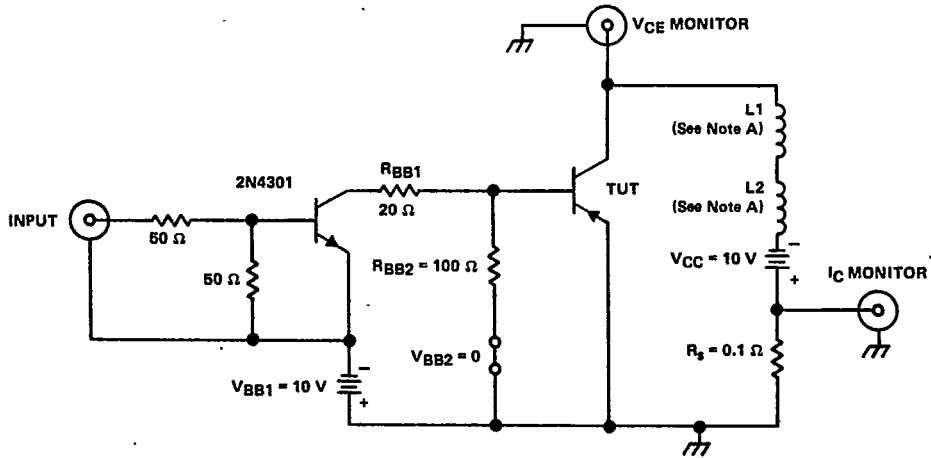 VCE MONITOR
L1
(See Note A)
2N4301
RBB1
20 Ω
TUT
L2
(See Note A)
INPUT
50 Ω
RBB2 = 100 Ω
VCC = 10 V
−
+
IC MONITOR
50 Ω
VBB2 = 0
Rs = 0.1 Ω
VBB1 = 10 V
−
+